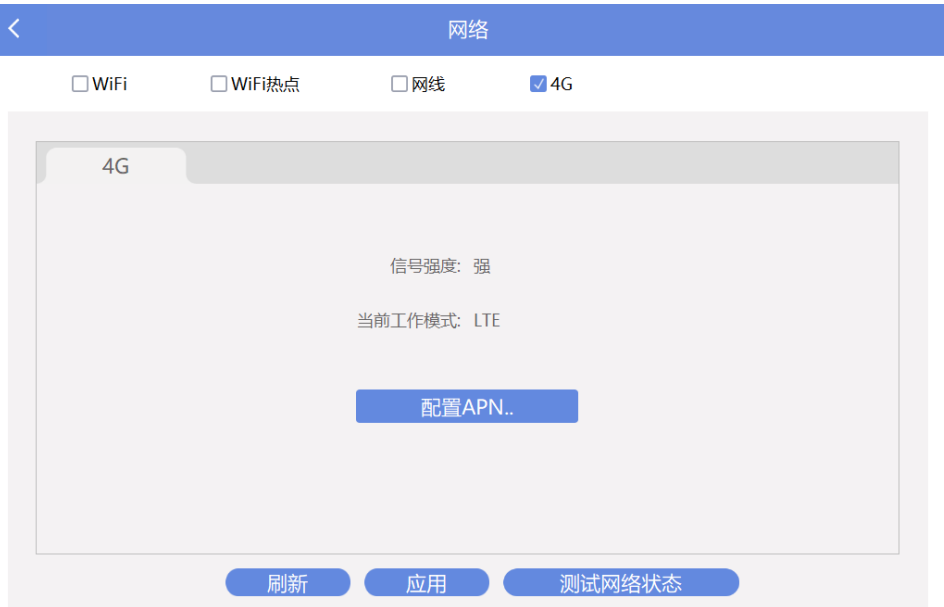 网络
WiFi WiFi热点 网线 4G
4G
信号强度: 强
当前工作模式: LTE
配置APN..
刷新 应用 测试网络状态